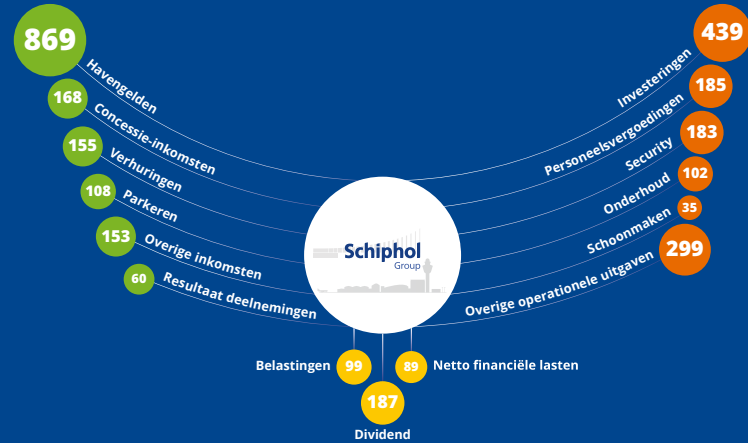 869
Havengelden
168
Concessie-inkomsten
155
Verhuringen
108
Parkeren
153
Overige inkomsten
60
Resultaat deelnemingen
Schiphol
Group
439
Investeringen
185
Personeelsvergoedingen
183
Security
102
Onderhoud
35
Schoonmaken
299
Overige operationele uitgaven
Belastingen
99
89
Netto financiële lasten
187
Dividend